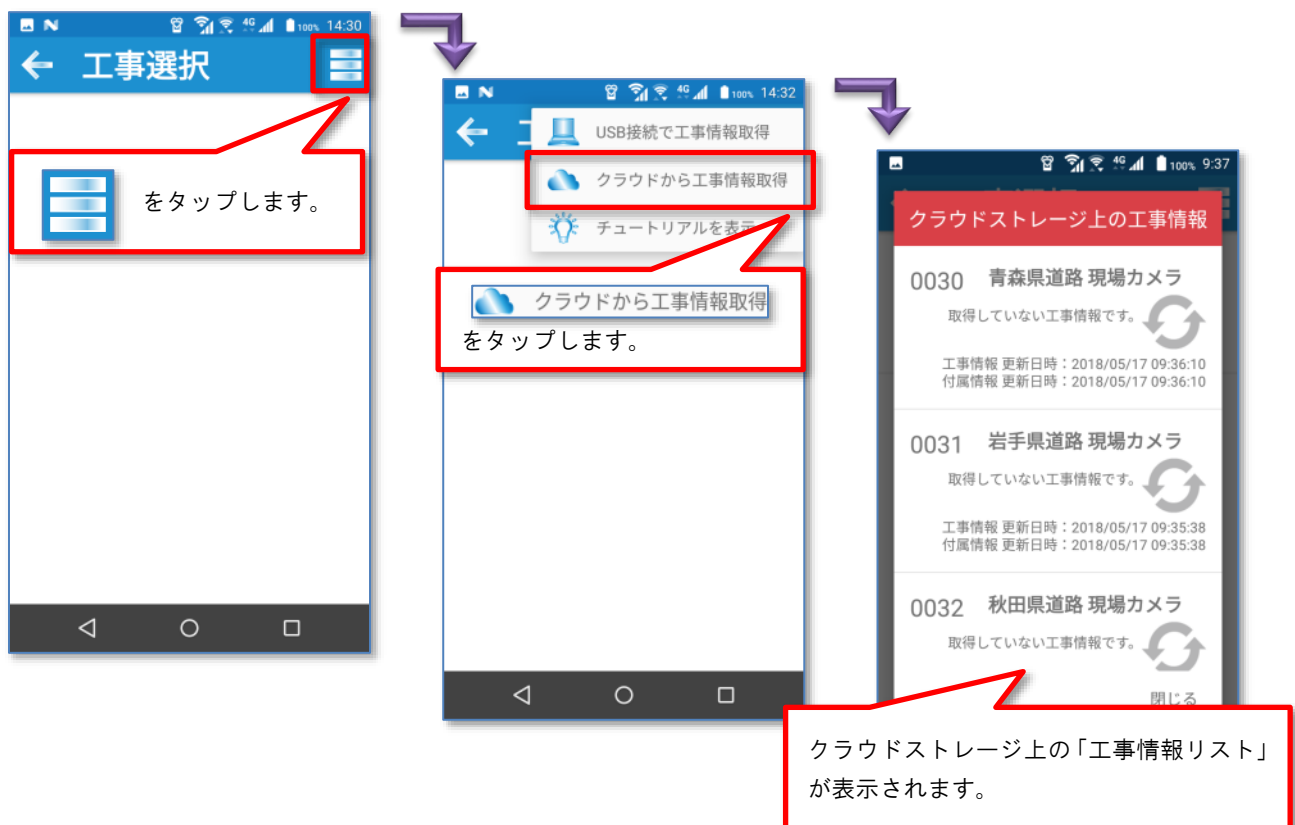 100% 14:30
工事選択
をタップします。
4G 100% 14:32
USB接続で工事情報取得
クラウドから工事情報取得
チュートリアルを表示
クラウドから工事情報取得
をタップします。
4G 100% 9:37
クラウドストレージ上の工事情報
0030 青森県道路 現場カメラ
取得していない工事情報です。
工事情報 更新日時：2018/05/17 09:36:10
付属情報 更新日時：2018/05/17 09:36:10
0031 岩手県道路 現場カメラ
取得していない工事情報です。
工事情報 更新日時：2018/05/17 09:35:38
付属情報 更新日時：2018/05/17 09:35:38
0032 秋田県道路 現場カメラ
取得していない工事情報です。
閉じる
クラウドストレージ上の「工事情報リスト」
が表示されます。